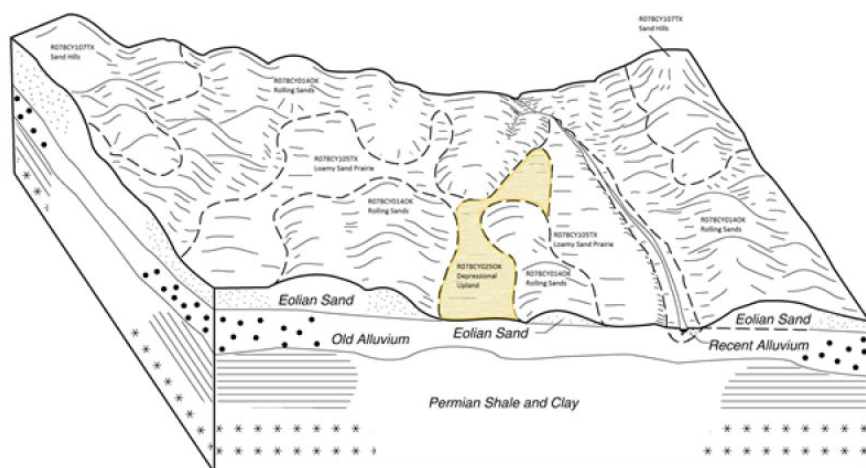 R078CY107TX
Sand Hills
R078CY107TX
Sand Hills
R078CY014OK
Rolling Sands
R078CY105TX
Loamy Sand Prairie
R078CY014OK
Rolling Sands
R078CY014OK
Rolling Sands
R078CY105TX
Loamy Sand Prairie
R078CY025OK
Depressional
Upland
R078CY014OK
Rolling Sands
Eolian Sand
Eolian Sand
Eolian Sand
Old Alluvium
Recent Alluvium
Permian Shale and Clay